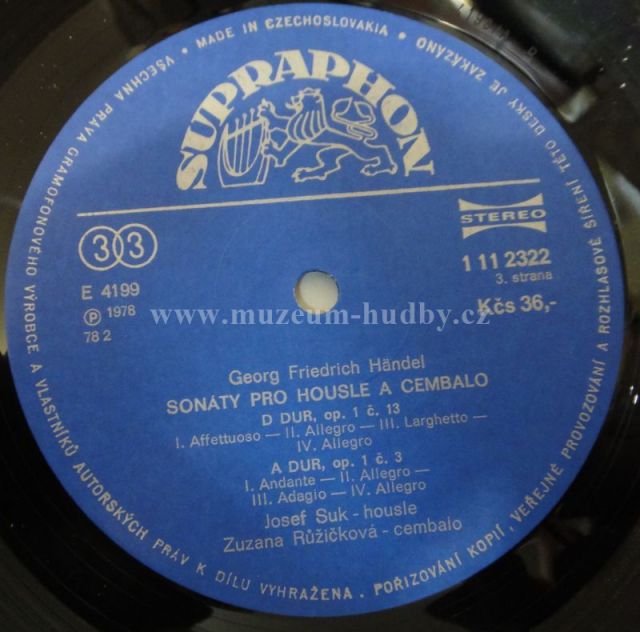 VŠECHNA PRÁVA GRAMOFONOVÉHO VÝROBCE A VLASTNÍKŮ AUTORSKÝCH PRÁV K DÍLU VYHRAŽENA . POŘIZOVÁNÍ KOPIÍ, VEŘEJNÉ PROVOZOVÁNÍ A ROZHLASOVÉ ŠÍŘENÍ TÉTO DESKY JE ZAKÁZÁNO
• MADE IN CZECHOSLOVAKIA •
SUPRAPHON
STEREO
33
1 11 2322
3. strana
E 4199
Ⓟ 1978
78 2
Kčs 36,-
www.muzeum-hudby.cz
Georg Friedrich Händel
SONÁTY PRO HOUSLE A CEMBALO
D DUR, op. 1 č. 13
I. Affettuoso — II. Allegro — III. Larghetto —
IV. Allegro
A DUR, op. 1 č. 3
I. Andante — II. Allegro —
III. Adagio — IV. Allegro
Josef Suk - housle
Zuzana Růžičková - cembalo